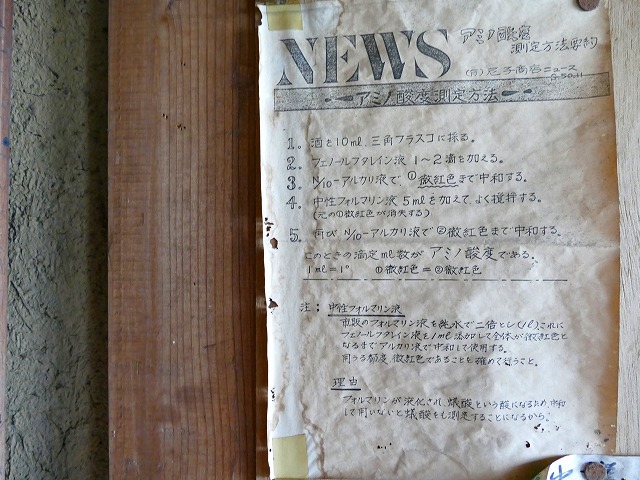 NEWS アミノ酸度
測定方法要約
(有)尼子商店ニュース
S.50.11
アミノ酸度測定方法
1. 酒を10ml.三角フラスコに採る。
2. フェノールフタレイン液 1〜2滴を加える。
3. N/10-アルカリ液で ①微紅色まで中和する。
4. 中性フォルマリン液 5mlを加えて、よく撹拌する。
(元の①微紅色が消失する)
5. 再び N/10-アルカリ液で ②微紅色まで中和する。
このときの滴定ml数が アミノ酸度である。
1ml=1° ①微紅色=②微紅色
注: 中性フォルマリン液
市販のフォルマリン液を純水で二倍とし(1l)これに
フェノールフタレイン液を1ml添加して全体が微紅色と
なるまでアルカリ液で中和して使用する。
用うる都度、微紅色であることを確めて行うこと。
理由
フォルマリンが液化され、蟻酸という酸になるため、中和
して用いないと蟻酸をも測定することになるから。